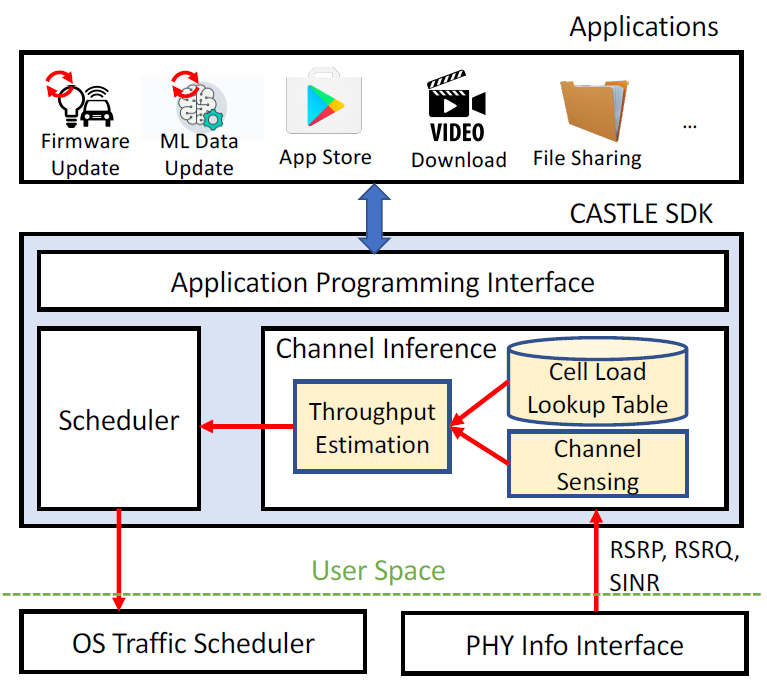 Applications
Firmware
Update
ML Data
Update
App Store
VIDEO
Download
File Sharing
...
CASTLE SDK
Application Programming Interface
Scheduler
Channel Inference
Throughput
Estimation
Cell Load
Lookup Table
Channel
Sensing
RSRP, RSRQ,
SINR
User Space
OS Traffic Scheduler
PHY Info Interface